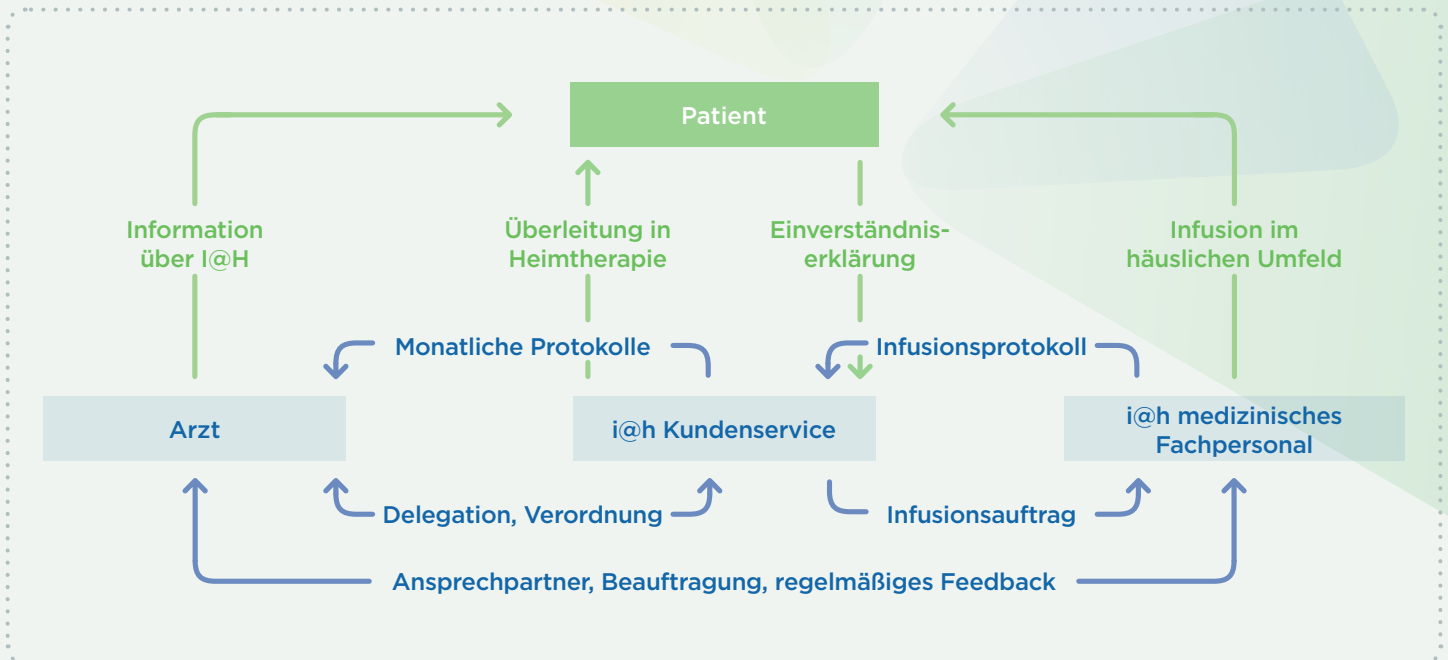 Patient
Information
über I@H
Überleitung in
Heimtherapie
Einverständnis-
erklärung
Infusion im
häuslichen Umfeld
Monatliche Protokolle
Infusionsprotokoll
Arzt
i@h Kundenservice
i@h medizinisches
Fachpersonal
Delegation, Verordnung
Infusionsauftrag
Ansprechpartner, Beauftragung, regelmäßiges Feedback